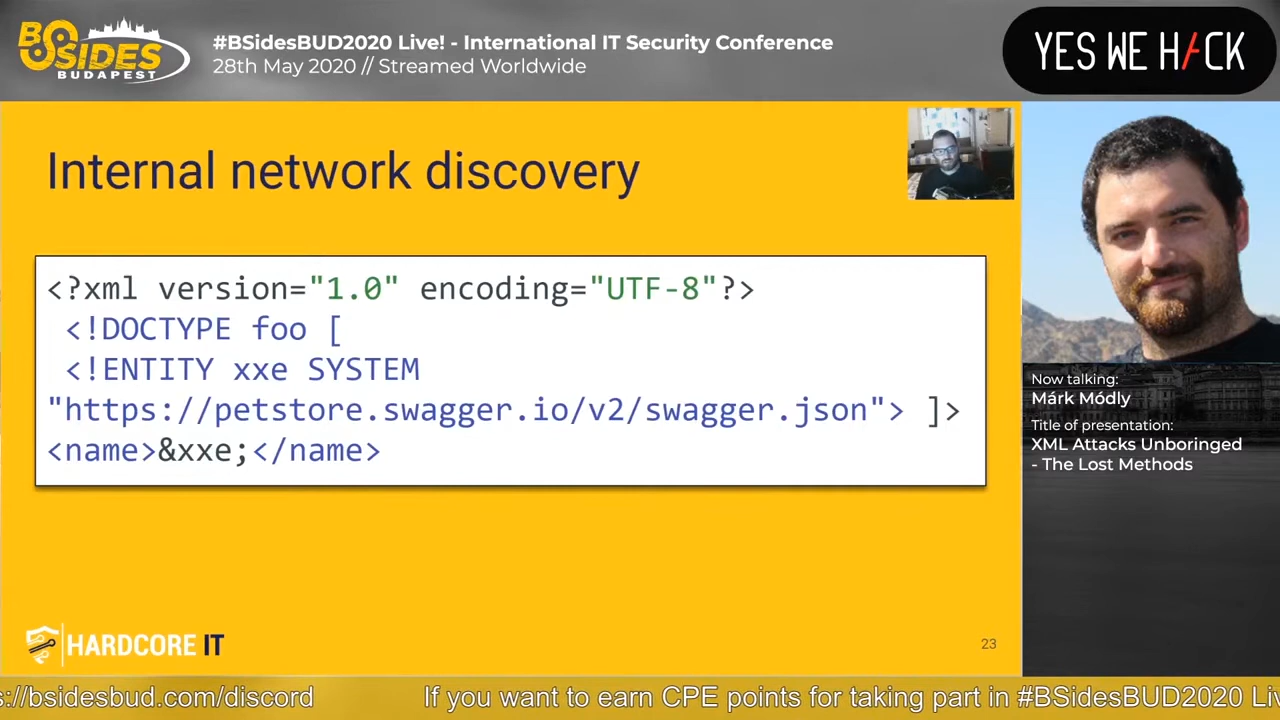 BSIDES
BUDAPEST
#BSidesBUD2020 Live! - International IT Security Conference
28th May 2020 // Streamed Worldwide
YES WE H/CK
Internal network discovery
<?xml version="1.0" encoding="UTF-8"?>
<!DOCTYPE foo [
<!ENTITY xxe SYSTEM
"https://petstore.swagger.io/v2/swagger.json"> ]>
<name>&xxe;</name>
Now talking:
Márk Módly
Title of presentation:
XML Attacks Unboringed
- The Lost Methods
HARDCORE IT
23
s://bsidesbud.com/discord
If you want to earn CPE points for taking part in #BSidesBUD2020 Liv